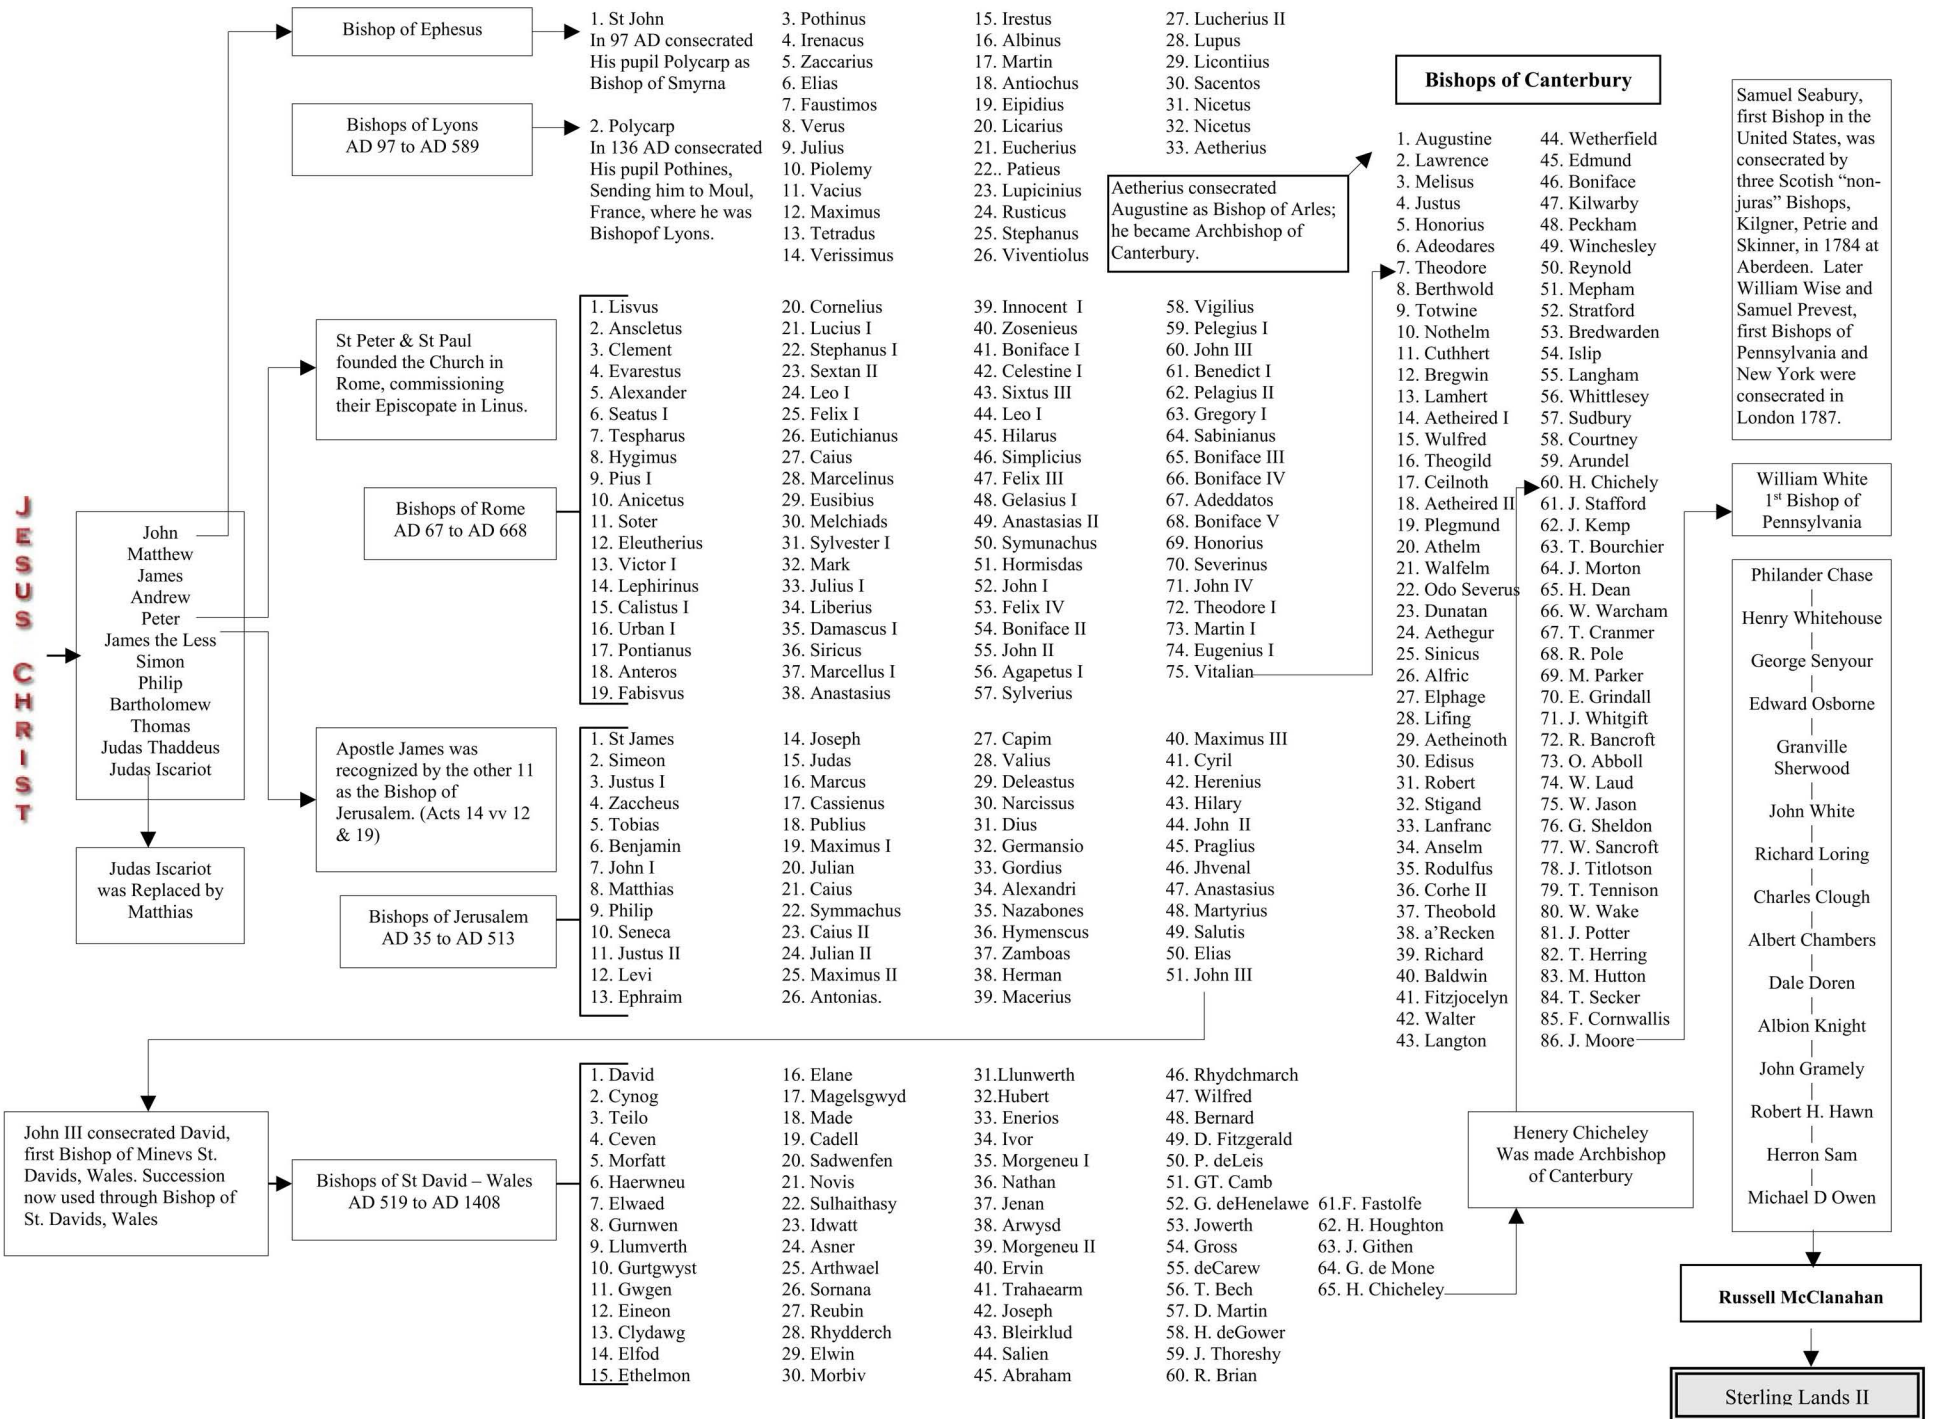 JESUS CHRIST
John
Matthew
James
Andrew
Peter
James the Less
Simon
Philip
Bartholomew
Thomas
Judas Thaddeus
Judas Iscariot
Judas Iscariot
was Replaced by
Matthias
Bishop of Ephesus
Bishops of Lyons
AD 97 to AD 589
1. St John
In 97 AD consecrated
His pupil Polycarp as
Bishop of Smyrna
2. Polycarp
In 136 AD consecrated
His pupil Pothines,
Sending him to Moul,
France, where he was
Bishopof Lyons.
3. Pothinus
4. Irenacus
5. Zaccarius
6. Elias
7. Faustimos
8. Verus
9. Julius
10. Piolemy
11. Vacius
12. Maximus
13. Tetradus
14. Verissimus
15. Irestus
16. Albinus
17. Martin
18. Antiochus
19. Eipidius
20. Licarius
21. Eucherius
22.. Patieus
23. Lupicinius
24. Rusticus
25. Stephanus
26. Viventiolus
27. Lucherius II
28. Lupus
29. Licontiius
30. Sacentos
31. Nicetus
32. Nicetus
33. Aetherius
Aetherius consecrated
Augustine as Bishop of Arles;
he became Archbishop of
Canterbury.
St Peter & St Paul
founded the Church in
Rome, commissioning
their Episcopate in Linus.
Bishops of Rome
AD 67 to AD 668
1. Lisvus
2. Anscletus
3. Clement
4. Evarestus
5. Alexander
6. Seatus I
7. Tespharus
8. Hygimus
9. Pius I
10. Anicetus
11. Soter
12. Eleutherius
13. Victor I
14. Lephirinus
15. Calistus I
16. Urban I
17. Pontianus
18. Anteros
19. Fabisvus
20. Cornelius
21. Lucius I
22. Stephanus I
23. Sextan II
24. Leo I
25. Felix I
26. Eutichianus
27. Caius
28. Marcelinus
29. Eusibius
30. Melchiads
31. Sylvester I
32. Mark
33. Julius I
34. Liberius
35. Damascus I
36. Siricus
37. Marcellus I
38. Anastasius
39. Innocent I
40. Zosenieus
41. Boniface I
42. Celestine I
43. Sixtus III
44. Leo I
45. Hilarus
46. Simplicius
47. Felix III
48. Gelasius I
49. Anastasias II
50. Symunachus
51. Hormisdas
52. John I
53. Felix IV
54. Boniface II
55. John II
56. Agapetus I
57. Sylverius
58. Vigilius
59. Pelegius I
60. John III
61. Benedict I
62. Pelagius II
63. Gregory I
64. Sabinianus
65. Boniface III
66. Boniface IV
67. Adeddatos
68. Boniface V
69. Honorius
70. Severinus
71. John IV
72. Theodore I
73. Martin I
74. Eugenius I
75. Vitalian
Apostle James was
recognized by the other 11
as the Bishop of
Jerusalem. (Acts 14 vv 12
& 19)
Bishops of Jerusalem
AD 35 to AD 513
1. St James
2. Simeon
3. Justus I
4. Zaccheus
5. Tobias
6. Benjamin
7. John I
8. Matthias
9. Philip
10. Seneca
11. Justus II
12. Levi
13. Ephraim
14. Joseph
15. Judas
16. Marcus
17. Cassienus
18. Publius
19. Maximus I
20. Julian
21. Caius
22. Symmachus
23. Caius II
24. Julian II
25. Maximus II
26. Antonias.
27. Capim
28. Valius
29. Deleastus
30. Narcissus
31. Dius
32. Germansio
33. Gordius
34. Alexandri
35. Nazabones
36. Hymenscus
37. Zamboas
38. Herman
39. Macerius
40. Maximus III
41. Cyril
42. Herenius
43. Hilary
44. John II
45. Praglius
46. Jhvenal
47. Anastasius
48. Martyrius
49. Salutis
50. Elias
51. John III
John III consecrated David,
first Bishop of Minevs St.
Davids, Wales. Succession
now used through Bishop of
St. Davids, Wales
Bishops of St David – Wales
AD 519 to AD 1408
1. David
2. Cynog
3. Teilo
4. Ceven
5. Morfatt
6. Haerwneu
7. Elwaed
8. Gurnwen
9. Llumverth
10. Gurtgwyst
11. Gwgen
12. Eineon
13. Clydawg
14. Elfod
15. Ethelmon
16. Elane
17. Magelsgwyd
18. Made
19. Cadell
20. Sadwenfen
21. Novis
22. Sulhaithasy
23. Idwatt
24. Asner
25. Arthwael
26. Sornana
27. Reubin
28. Rhydderch
29. Elwin
30. Morbiv
31.Llunwerth
32.Hubert
33. Enerios
34. Ivor
35. Morgeneu I
36. Nathan
37. Jenan
38. Arwysd
39. Morgeneu II
40. Ervin
41. Trahaearm
42. Joseph
43. Bleirklud
44. Salien
45. Abraham
46. Rhydchmarch
47. Wilfred
48. Bernard
49. D. Fitzgerald
50. P. deLeis
51. GT. Camb
52. G. deHenelawe
53. Jowerth
54. Gross
55. deCarew
56. T. Bech
57. D. Martin
58. H. deGower
59. J. Thoreshy
60. R. Brian
61.F. Fastolfe
62. H. Houghton
63. J. Githen
64. G. de Mone
65. H. Chicheley
Henery Chicheley
Was made Archbishop
of Canterbury
Bishops of Canterbury
1. Augustine
2. Lawrence
3. Melisus
4. Justus
5. Honorius
6. Adeodares
7. Theodore
8. Berthwold
9. Totwine
10. Nothelm
11. Cuthhert
12. Bregwin
13. Lamhert
14. Aetheired I
15. Wulfred
16. Theogild
17. Ceilnoth
18. Aetheired II
19. Plegmund
20. Athelm
21. Walfelm
22. Odo Severus
23. Dunatan
24. Aethegur
25. Sinicus
26. Alfric
27. Elphage
28. Lifing
29. Aetheinoth
30. Edisus
31. Robert
32. Stigand
33. Lanfranc
34. Anselm
35. Rodulfus
36. Corhe II
37. Theobold
38. a'Recken
39. Richard
40. Baldwin
41. Fitzjocelyn
42. Walter
43. Langton
44. Wetherfield
45. Edmund
46. Boniface
47. Kilwarby
48. Peckham
49. Winchesley
50. Reynold
51. Mepham
52. Stratford
53. Bredwarden
54. Islip
55. Langham
56. Whittlesey
57. Sudbury
58. Courtney
59. Arundel
60. H. Chichely
61. J. Stafford
62. J. Kemp
63. T. Bourchier
64. J. Morton
65. H. Dean
66. W. Warcham
67. T. Cranmer
68. R. Pole
69. M. Parker
70. E. Grindall
71. J. Whitgift
72. R. Bancroft
73. O. Abboll
74. W. Laud
75. W. Jason
76. G. Sheldon
77. W. Sancroft
78. J. Titlotson
79. T. Tennison
80. W. Wake
81. J. Potter
82. T. Herring
83. M. Hutton
84. T. Secker
85. F. Cornwallis
86. J. Moore
Samuel Seabury,
first Bishop in the
United States, was
consecrated by
three Scotish “non-
juras” Bishops,
Kilgner, Petrie and
Skinner, in 1784 at
Aberdeen. Later
William Wise and
Samuel Prevest,
first Bishops of
Pennsylvania and
New York were
consecrated in
London 1787.
William White
1st Bishop of
Pennsylvania
Philander Chase
Henry Whitehouse
George Senyour
Edward Osborne
Granville
Sherwood
John White
Richard Loring
Charles Clough
Albert Chambers
Dale Doren
Albion Knight
John Gramely
Robert H. Hawn
Herron Sam
Michael D Owen
Russell McClanahan
Sterling Lands II